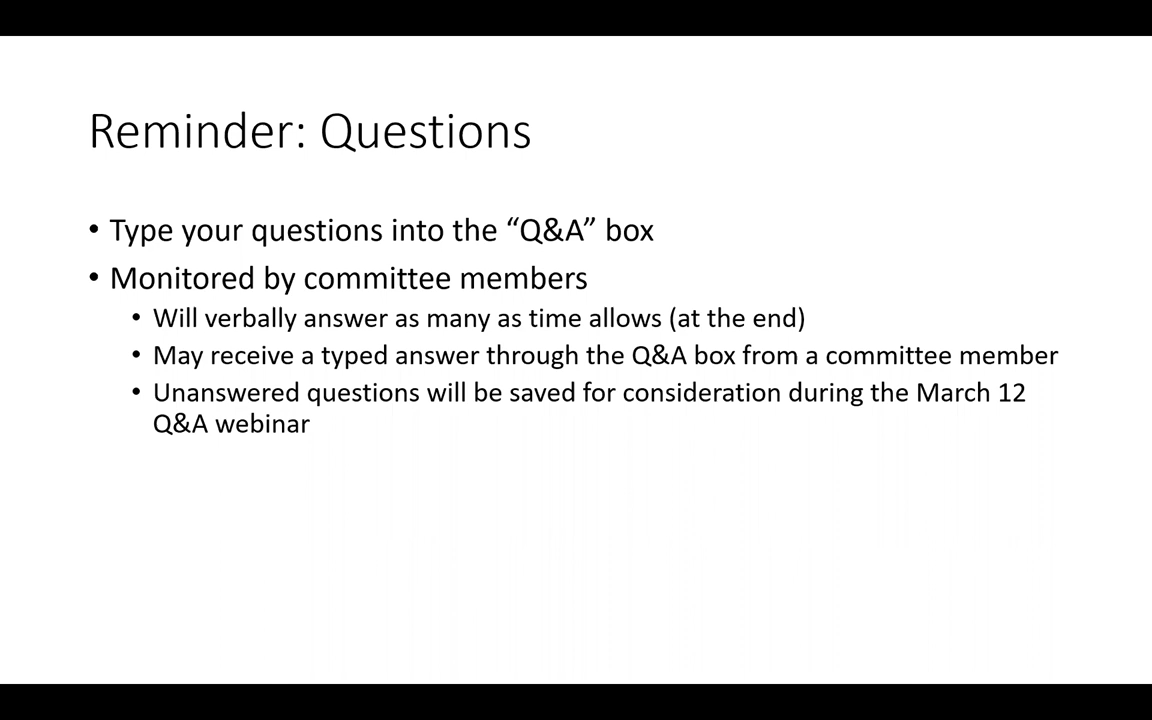 Reminder: Questions
• Type your questions into the “Q&A” box
• Monitored by committee members
• Will verbally answer as many as time allows (at the end)
• May receive a typed answer through the Q&A box from a committee member
• Unanswered questions will be saved for consideration during the March 12
Q&A webinar